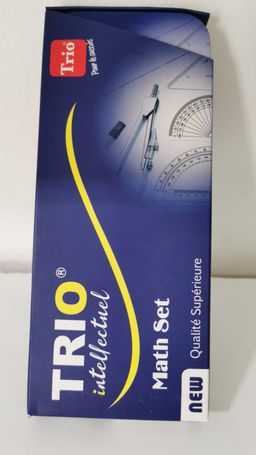 Trio®
Pour le succès
TRIO®
intellectuel
Math Set
NEW
Qualité Supérieure